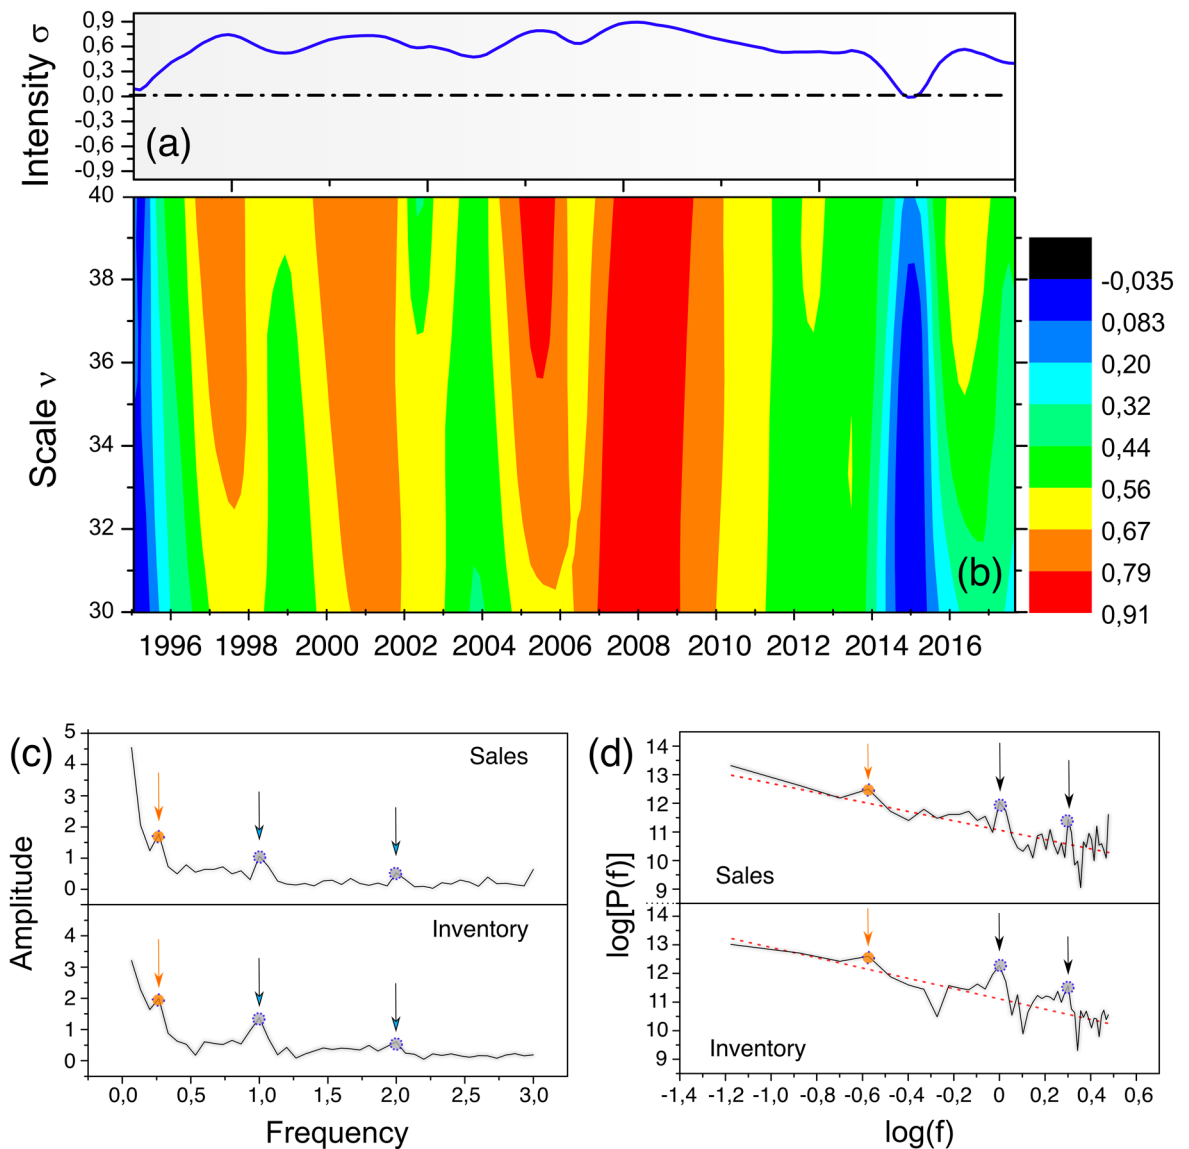 Intensity σ
0,9
0,6
0,3
0,0
-0,3
-0,6
-0,9
(a)
Scale ν
40
38
36
34
32
30
(b)
1996 1998 2000 2002 2004 2006 2008 2010 2012 2014 2016
-0,035
0,083
0,20
0,32
0,44
0,56
0,67
0,79
0,91
(c)
Amplitude
5
4
3
2
1
0
Sales
4
3
2
1
0
Inventory
0,0 0,5 1,0 1,5 2,0 2,5 3,0
Frequency
(d)
log[P(f)]
14
13
12
11
10
9
Sales
14
13
12
11
10
9
Inventory
-1,4 -1,2 -1,0 -0,8 -0,6 -0,4 -0,2 0 0,2 0,4 0,6
log(f)